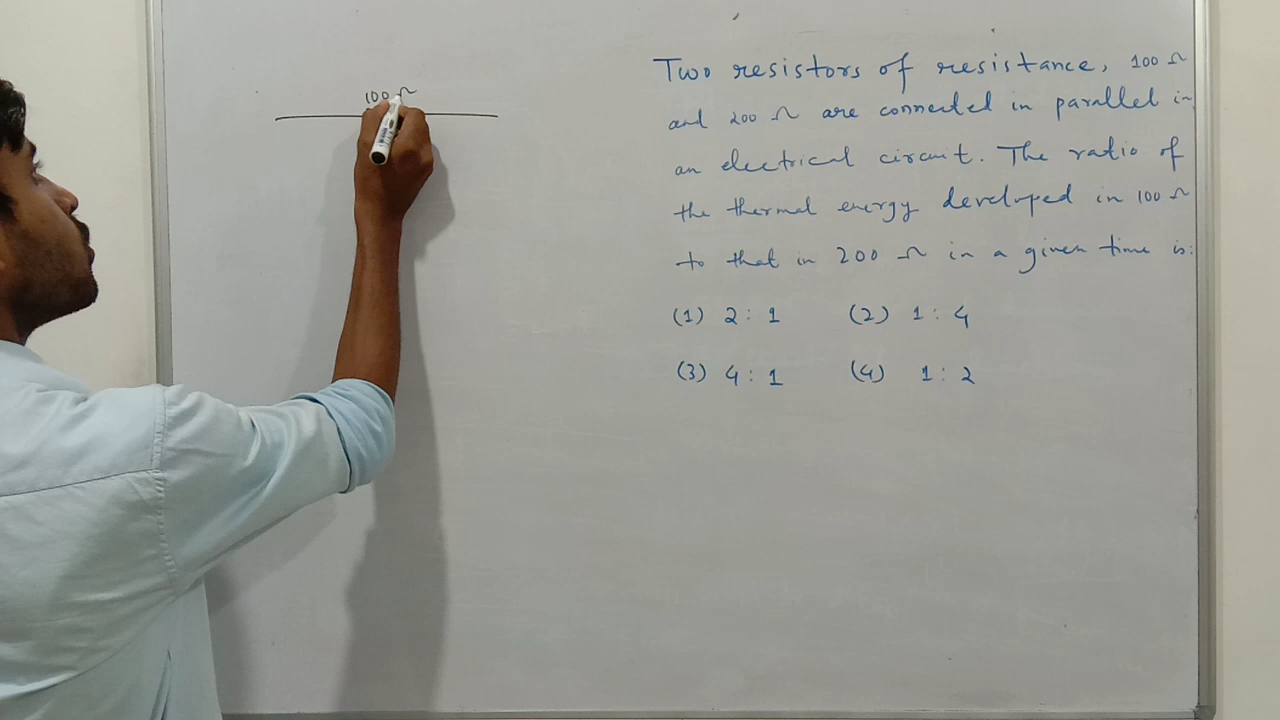 100 Ω
Two resistors of resistance, 100 Ω
and 200 Ω are connected in parallel in
an electrical circuit. The ratio of
the thermal energy developed in 100 Ω
to that in 200 Ω in a given time is:
(1) 2 : 1 (2) 1 : 4
(3) 4 : 1 (4) 1 : 2